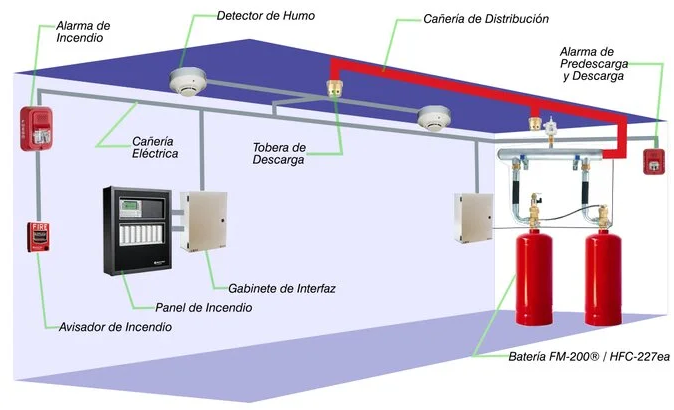 Alarma de
Incendio
Detector de Humo
Cañería de Distribución
Alarma de
Predescarga
y Descarga
Cañería
Eléctrica
Tobera de
Descarga
FIRE
Gabinete de Interfaz
Panel de Incendio
Avisador de Incendio
Batería FM-200® / HFC-227ea